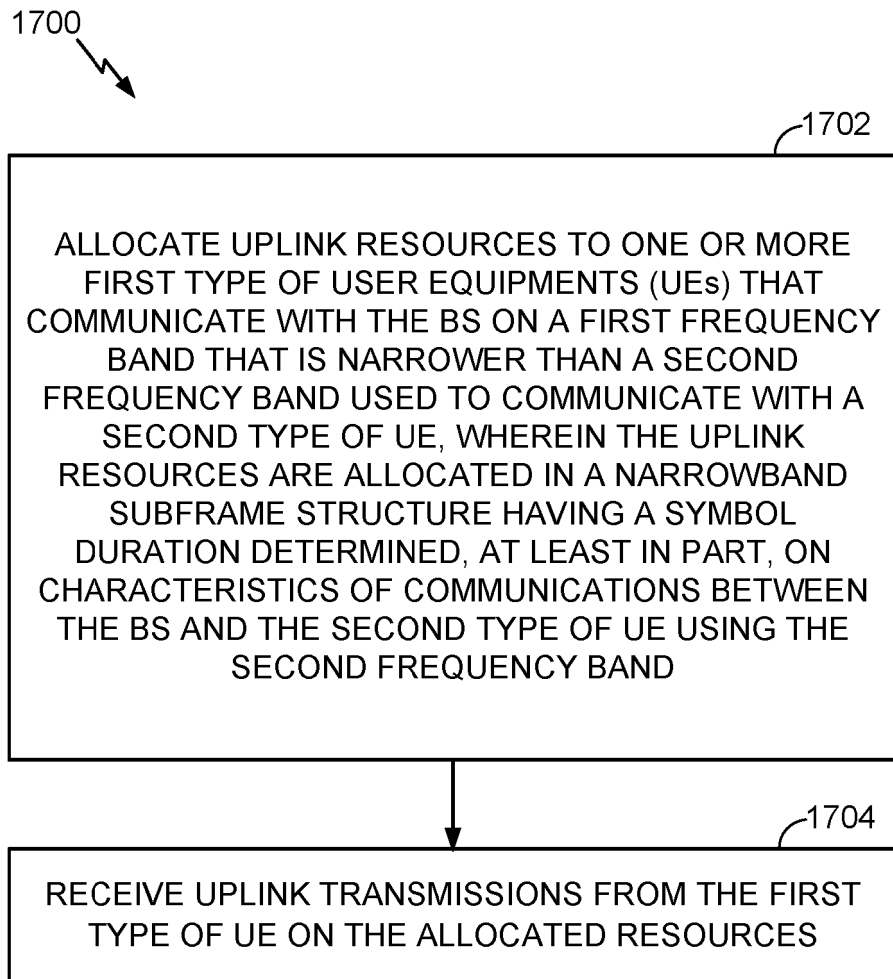 1700
1702
ALLOCATE UPLINK RESOURCES TO ONE OR MORE
FIRST TYPE OF USER EQUIPMENTS (UEs) THAT
COMMUNICATE WITH THE BS ON A FIRST FREQUENCY
BAND THAT IS NARROWER THAN A SECOND
FREQUENCY BAND USED TO COMMUNICATE WITH A
SECOND TYPE OF UE, WHEREIN THE UPLINK
RESOURCES ARE ALLOCATED IN A NARROWBAND
SUBFRAME STRUCTURE HAVING A SYMBOL
DURATION DETERMINED, AT LEAST IN PART, ON
CHARACTERISTICS OF COMMUNICATIONS BETWEEN
THE BS AND THE SECOND TYPE OF UE USING THE
SECOND FREQUENCY BAND
1704
RECEIVE UPLINK TRANSMISSIONS FROM THE FIRST
TYPE OF UE ON THE ALLOCATED RESOURCES